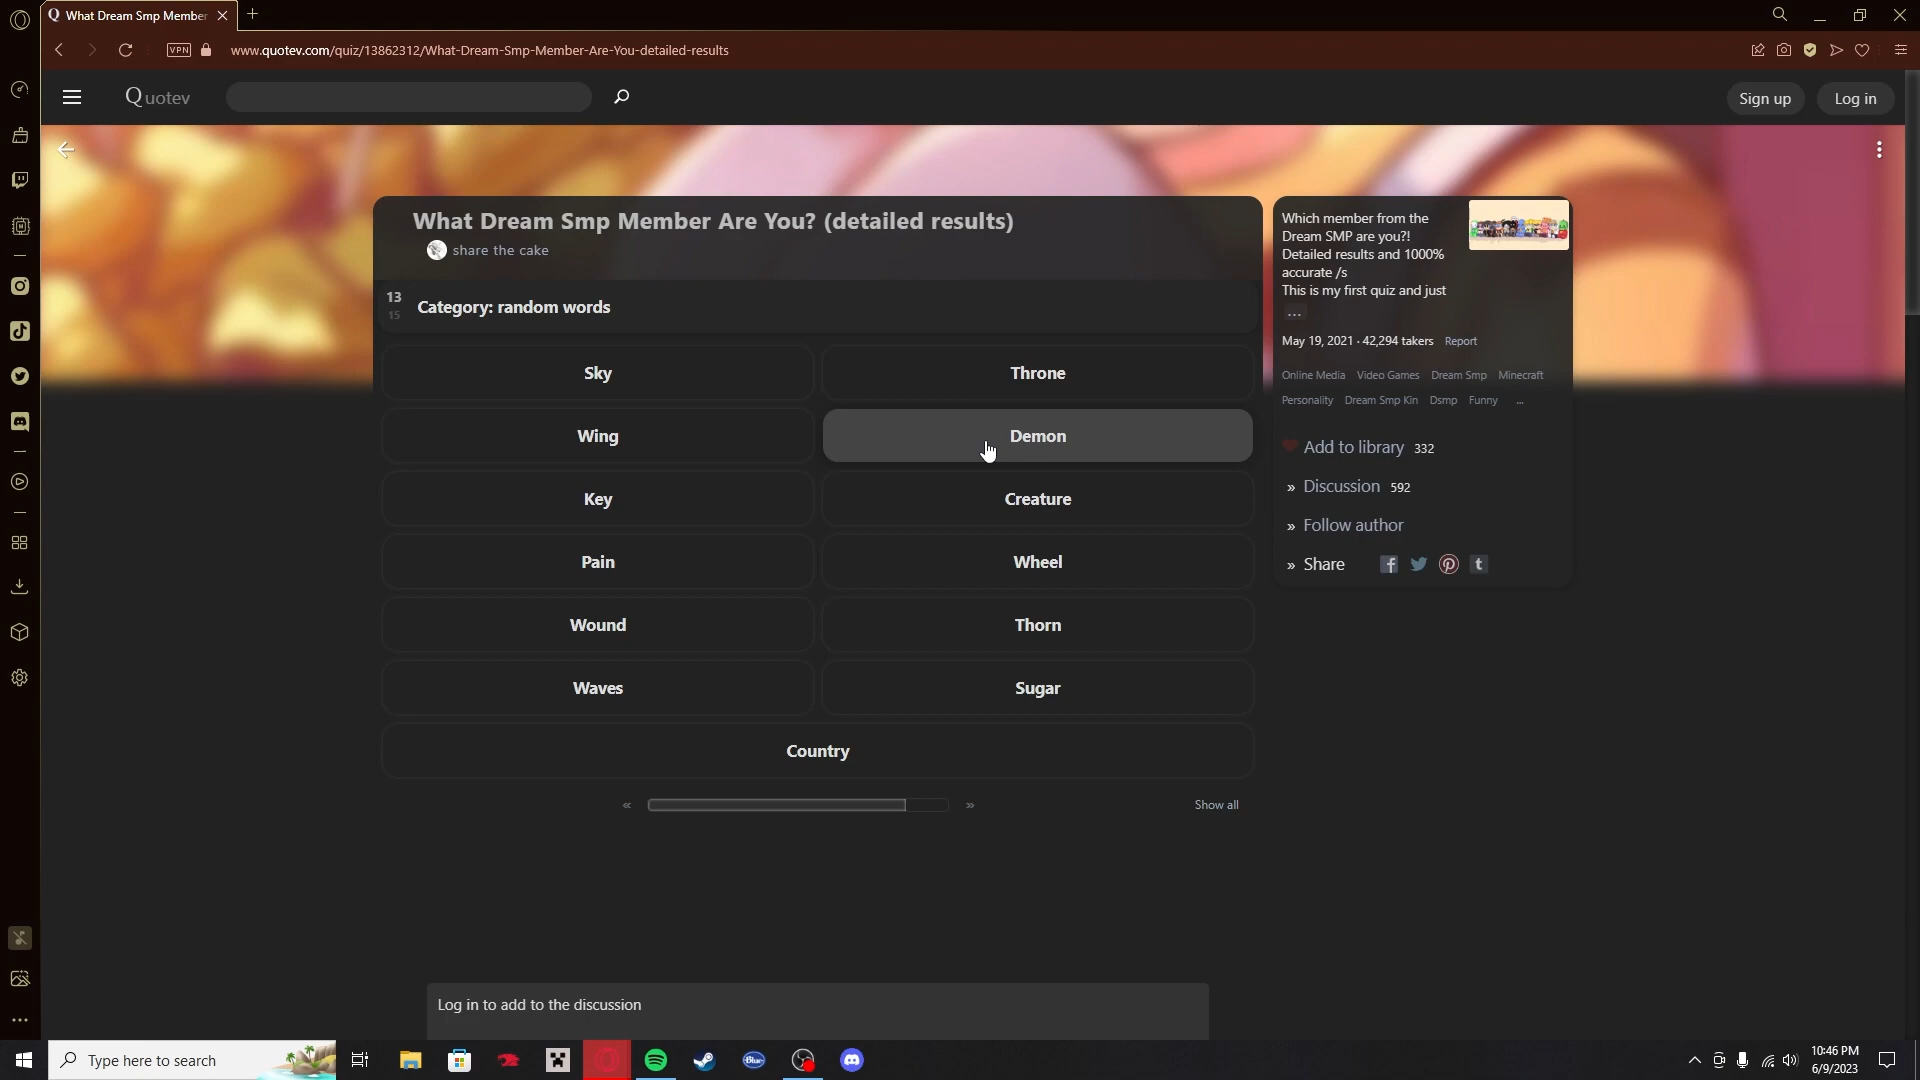 Q What Dream Smp Member
VPN
www.quotev.com/quiz/13862312/What-Dream-Smp-Member-Are-You-detailed-results
Quotev
Sign up
Log in
What Dream Smp Member Are You? (detailed results)
share the cake
13
15
Category: random words
Sky
Throne
Wing
Demon
Key
Creature
Pain
Wheel
Wound
Thorn
Waves
Sugar
Country
«
»
Show all
Log in to add to the discussion
Which member from the
Dream SMP are you?!
Detailed results and 1000%
accurate /s
This is my first quiz and just
...
May 19, 2021 · 42,294 takers Report
Online Media Video Games Dream Smp Minecraft
Personality Dream Smp Kin Dsmp Funny ...
Add to library 332
» Discussion 592
» Follow author
» Share
Type here to search
Blue
10:46 PM
6/9/2023